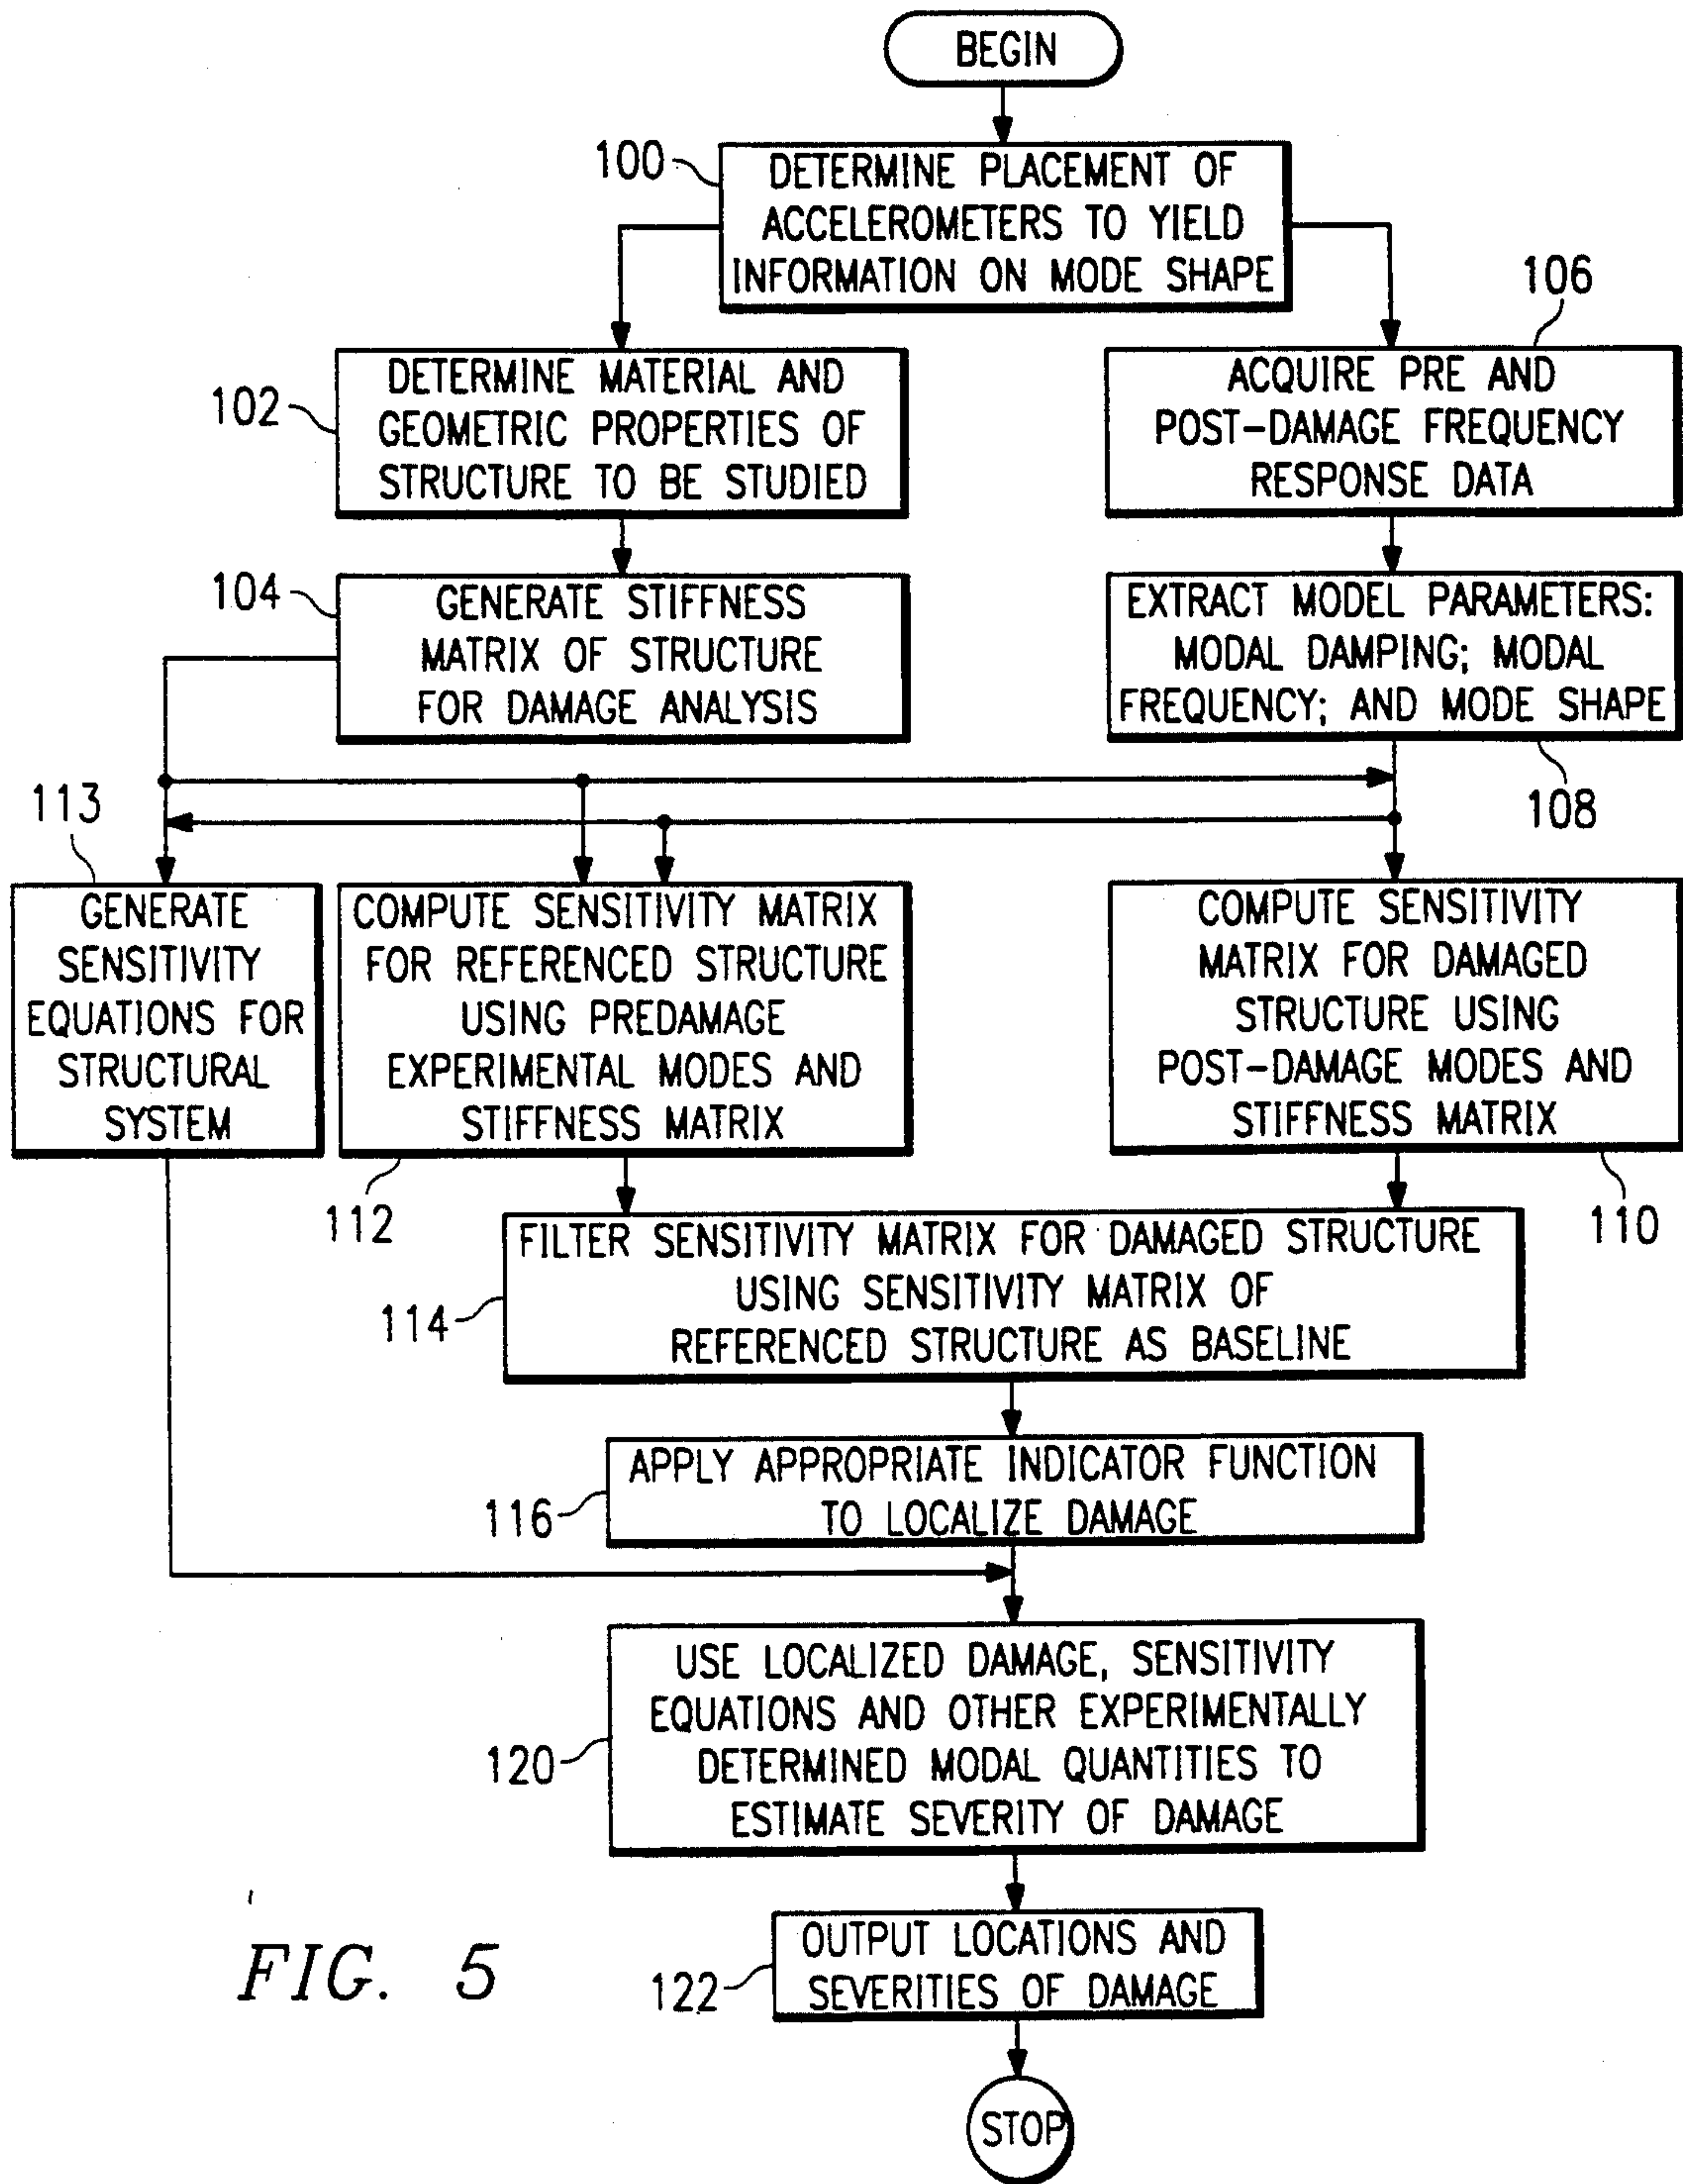 BEGIN
100
DETERMINE PLACEMENT OF
ACCELEROMETERS TO YIELD
INFORMATION ON MODE SHAPE
102
DETERMINE MATERIAL AND
GEOMETRIC PROPERTIES OF
STRUCTURE TO BE STUDIED
106
ACQUIRE PRE AND
POST-DAMAGE FREQUENCY
RESPONSE DATA
104
GENERATE STIFFNESS
MATRIX OF STRUCTURE
FOR DAMAGE ANALYSIS
EXTRACT MODEL PARAMETERS:
MODAL DAMPING; MODAL
FREQUENCY; AND MODE SHAPE
108
113
GENERATE
SENSITIVITY
EQUATIONS FOR
STRUCTURAL
SYSTEM
COMPUTE SENSITIVITY MATRIX
FOR REFERENCED STRUCTURE
USING PREDAMAGE
EXPERIMENTAL MODES AND
STIFFNESS MATRIX
112
COMPUTE SENSITIVITY
MATRIX FOR DAMAGED
STRUCTURE USING
POST-DAMAGE MODES AND
STIFFNESS MATRIX
110
FILTER SENSITIVITY MATRIX FOR DAMAGED STRUCTURE
USING SENSITIVITY MATRIX OF
REFERENCED STRUCTURE AS BASELINE
114
APPLY APPROPRIATE INDICATOR FUNCTION
TO LOCALIZE DAMAGE
116
USE LOCALIZED DAMAGE, SENSITIVITY
EQUATIONS AND OTHER EXPERIMENTALLY
DETERMINED MODAL QUANTITIES TO
ESTIMATE SEVERITY OF DAMAGE
120
OUTPUT LOCATIONS AND
SEVERITIES OF DAMAGE
122
STOP
FIG. 5